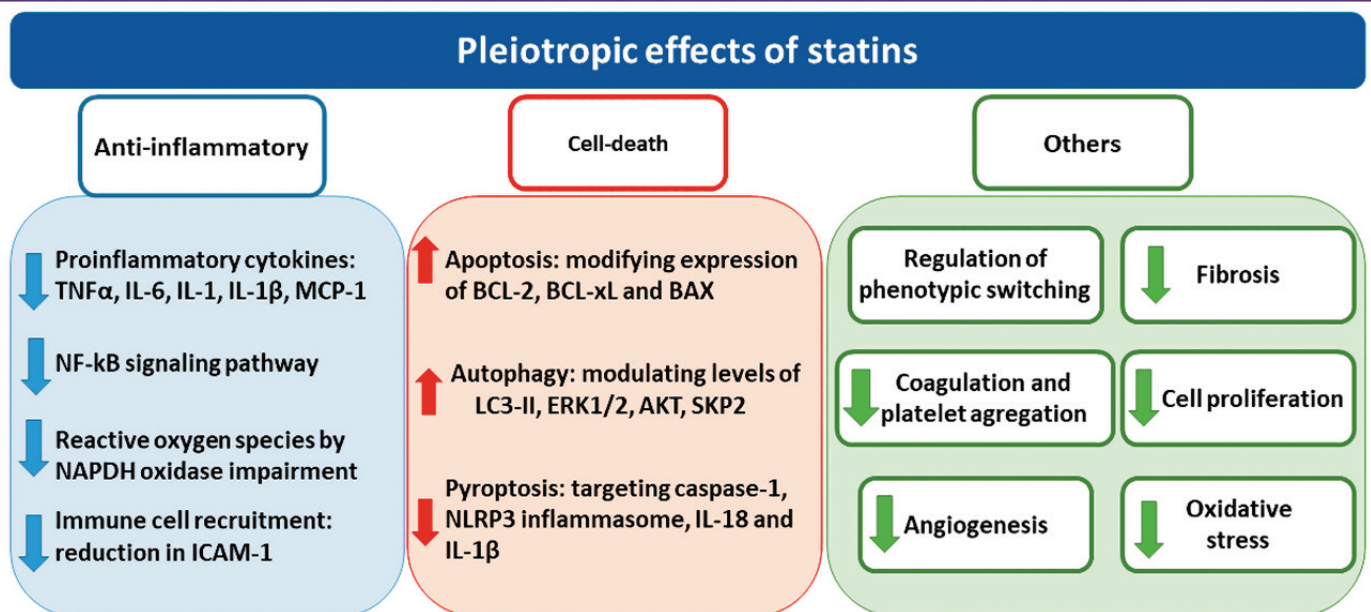 Pleiotropic effects of statins
Anti-inflammatory
Proinflammatory cytokines:
TNFα, IL-6, IL-1, IL-1β, MCP-1
NF-kB signaling pathway
Reactive oxygen species by
NAPDH oxidase impairment
Immune cell recruitment:
reduction in ICAM-1
Cell-death
Apoptosis: modifying expression
of BCL-2, BCL-xL and BAX
Autophagy: modulating levels of
LC3-II, ERK1/2, AKT, SKP2
Pyroptosis: targeting caspase-1,
NLRP3 inflammasome, IL-18 and
IL-1β
Others
Regulation of
phenotypic switching
Fibrosis
Coagulation and
platelet agregation
Cell proliferation
Angiogenesis
Oxidative
stress